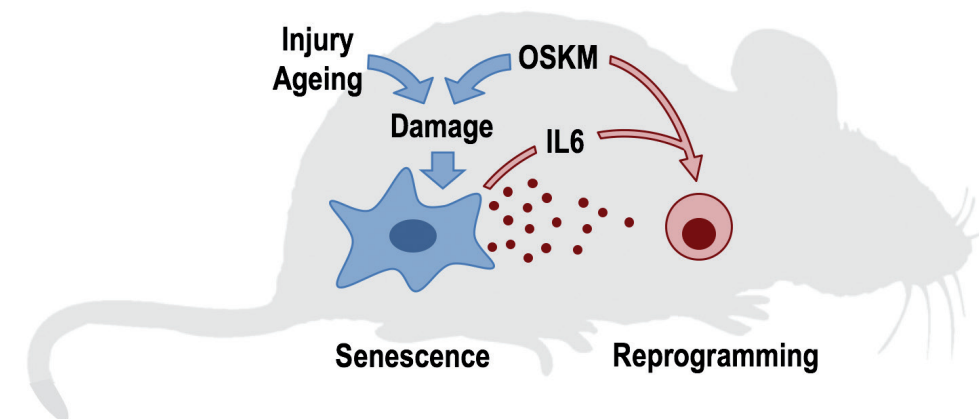 Injury
Ageing
OSKM
Damage
IL6
Senescence
Reprogramming